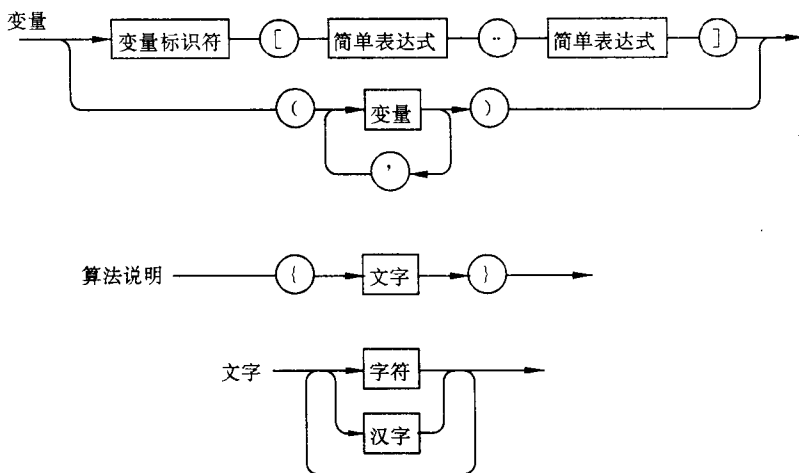 变量
变量标识符 [ 简单表达式 ·· 简单表达式 ]
( 变量 )
,
算法说明 { 文字 }
文字 字符
汉字